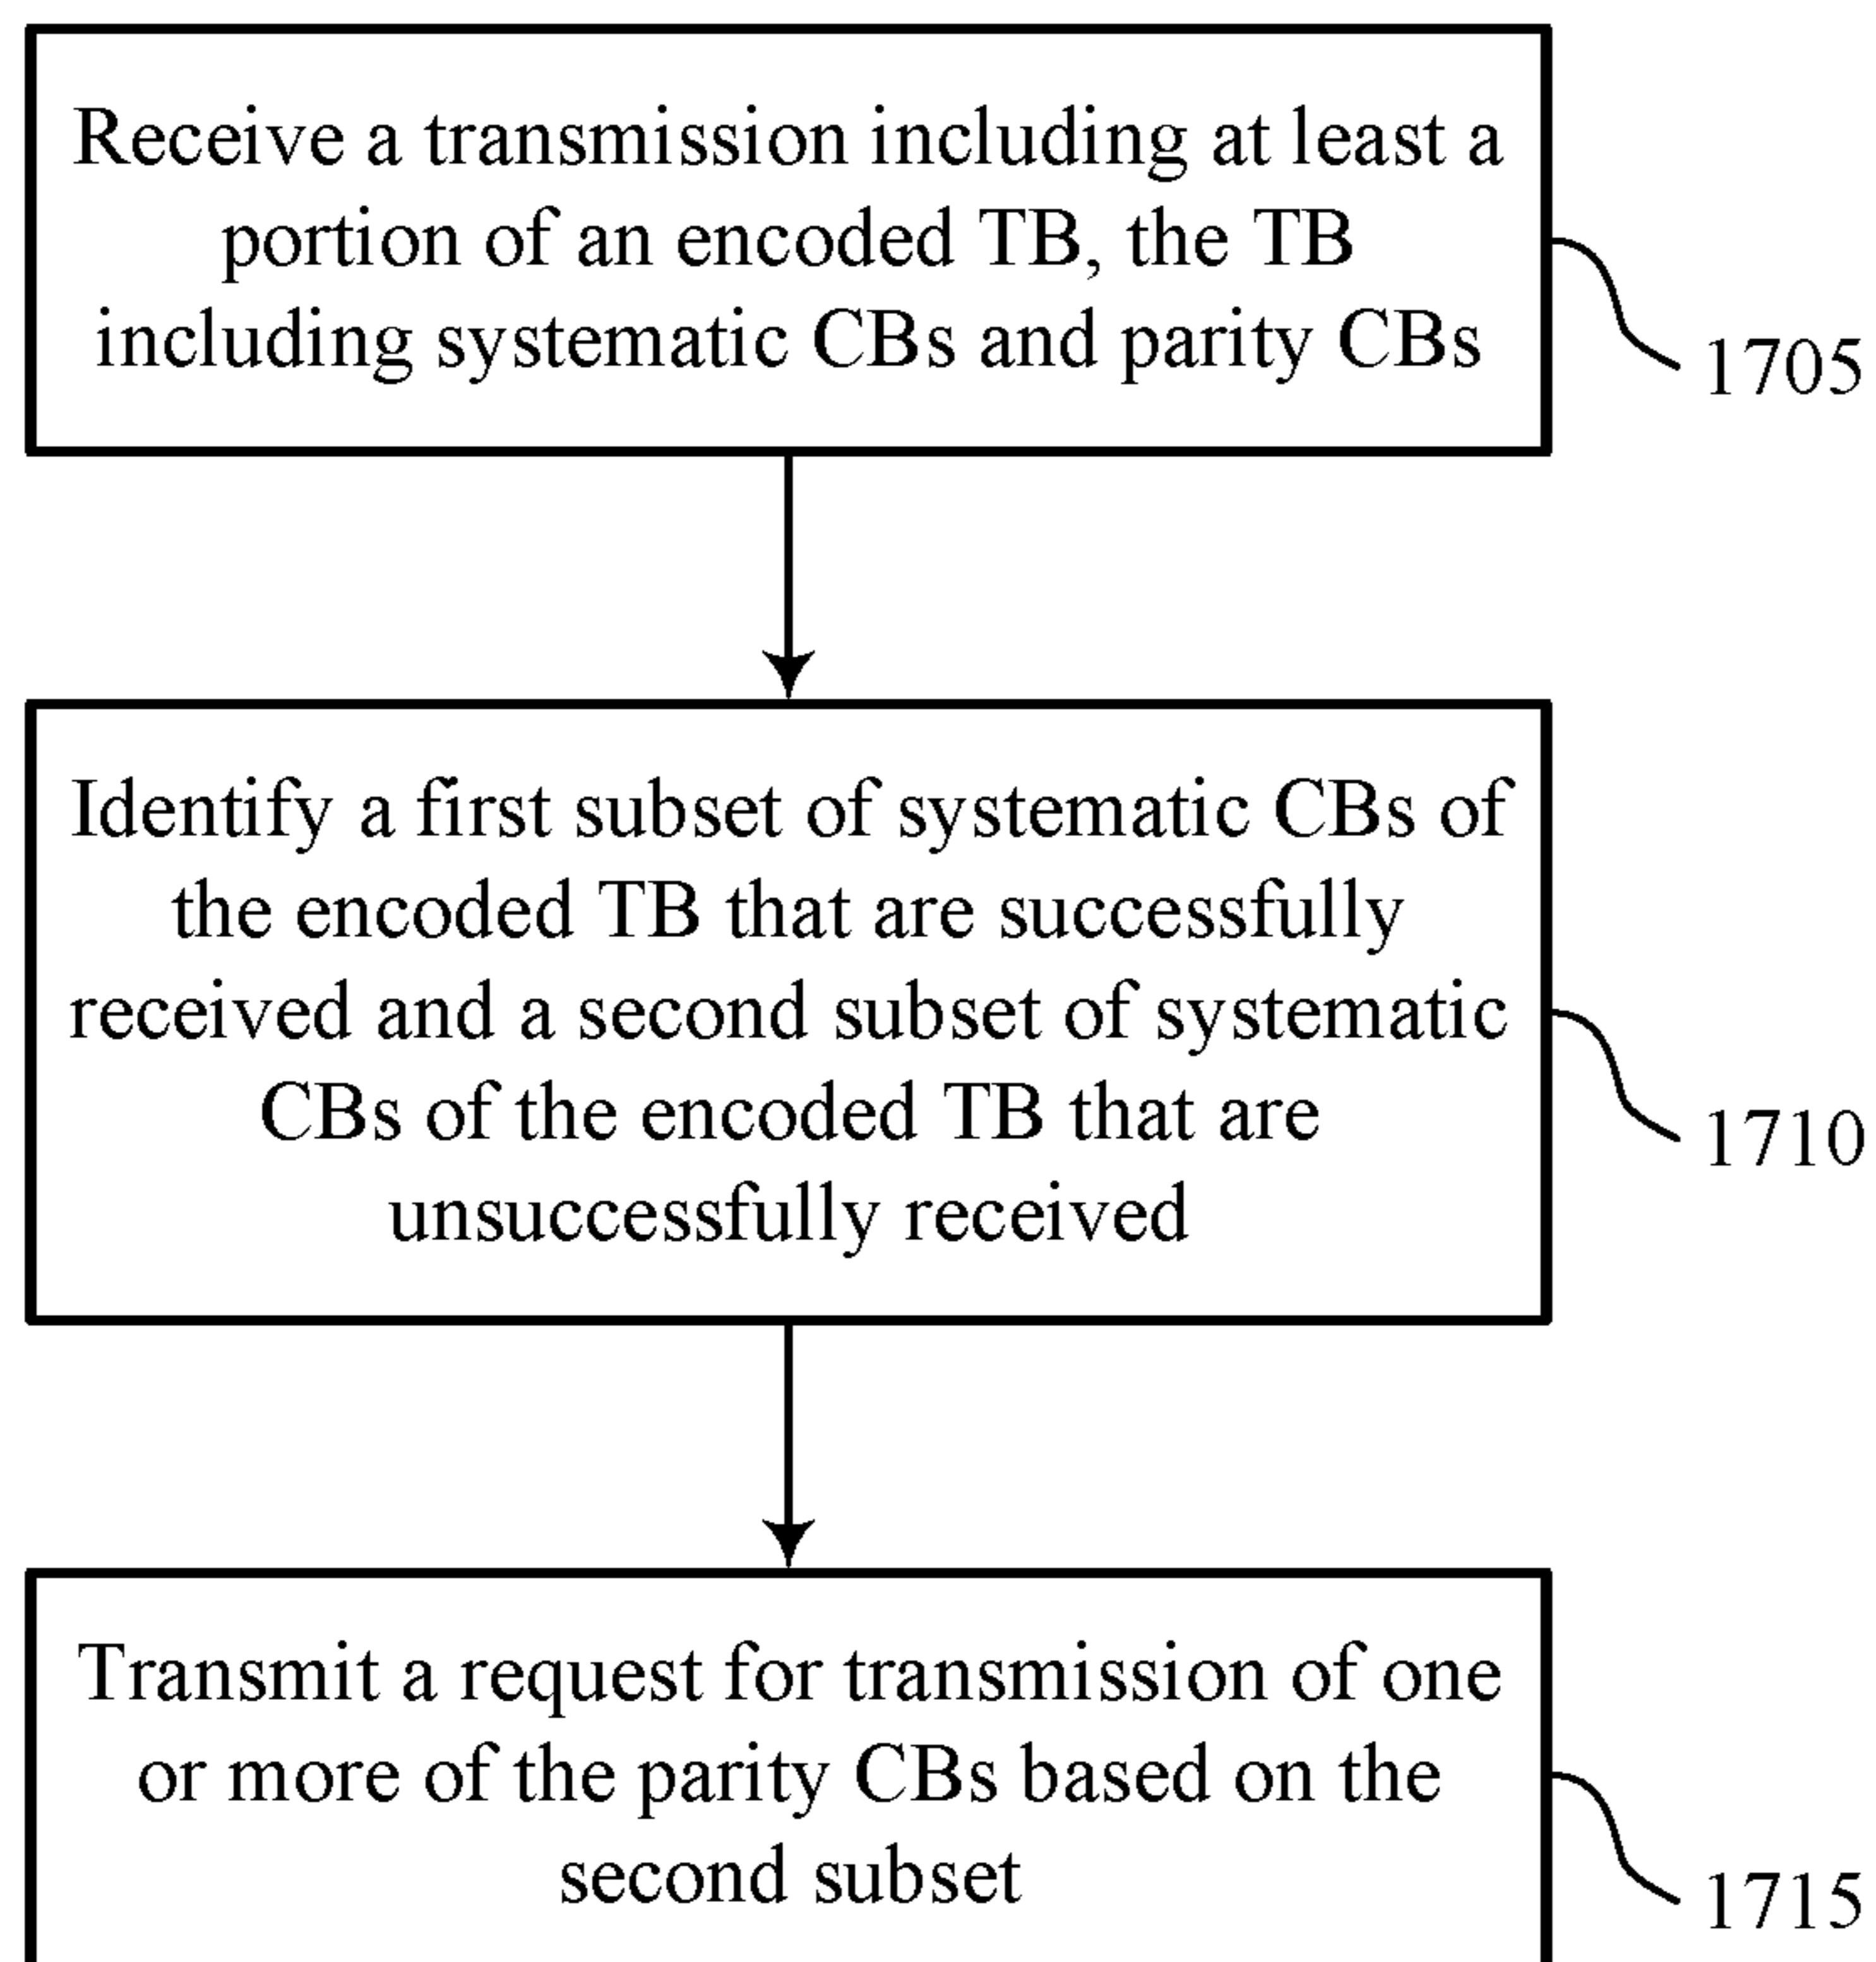 Receive a transmission including at least a
portion of an encoded TB, the TB
including systematic CBs and parity CBs
1705
Identify a first subset of systematic CBs of
the encoded TB that are successfully
received and a second subset of systematic
CBs of the encoded TB that are
unsuccessfully received
1710
Transmit a request for transmission of one
or more of the parity CBs based on the
second subset
1715